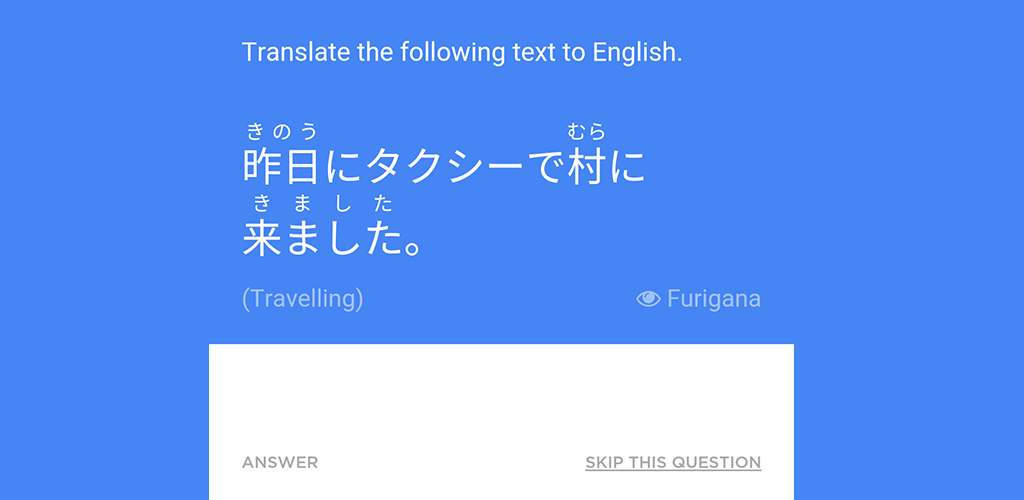 Translate the following text to English.
きのう むら
昨日にタクシーで村に
きました
来ました。
(Travelling) Furigana
ANSWER SKIP THIS QUESTION